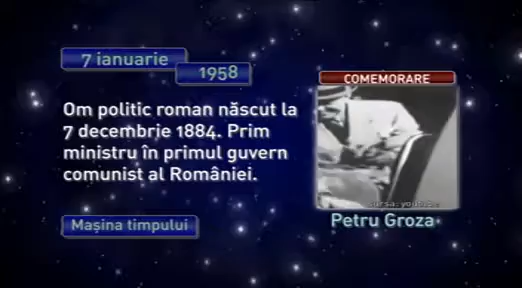 7 ianuarie
1958
Om politic roman născut la
7 decembrie 1884. Prim
ministru în primul guvern
comunist al României.
Mașina timpului
COMEMORARE
Petru Groza